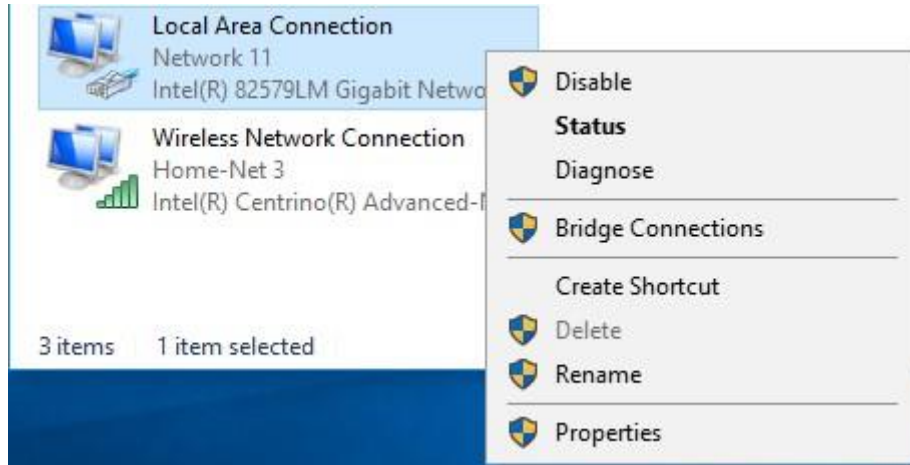 Local Area Connection
Network 11
Intel(R) 82579LM Gigabit Netwo
Wireless Network Connection
Home-Net 3
Intel(R) Centrino(R) Advanced-
3 items 1 item selected
Disable
Status
Diagnose
Bridge Connections
Create Shortcut
Delete
Rename
Properties